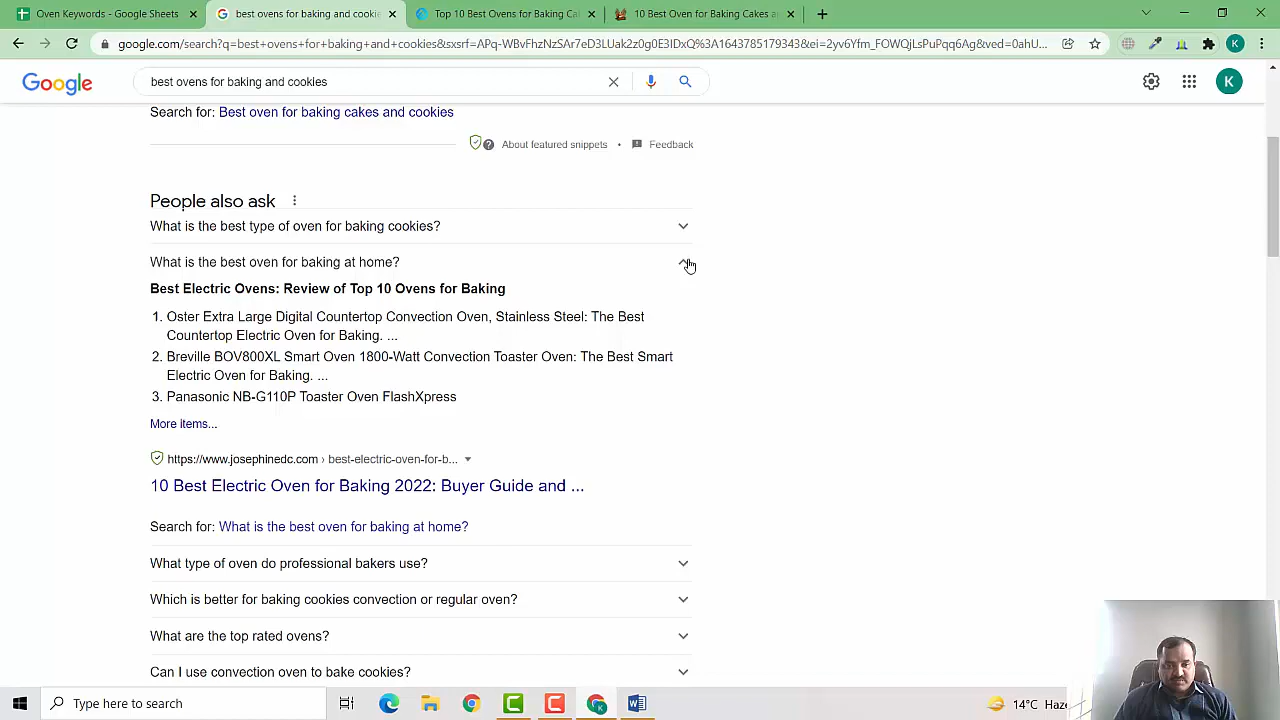 Oven Keywords - Google Sheets
best ovens for baking and cookie
Top 10 Best Ovens for Baking Ca
10 Best Oven for Baking Cakes a
google.com/search?q=best+ovens+for+baking+and+cookies&sxsrf=APq-WBvFhzNzSAr7eD3LUak2z0g0E3IDxQ%3A1643785179343&ei=2yv6Yfm_FOWQjLsPuPqq6Ag&ved=0ahU...
K
Google
best ovens for baking and cookies
K
Search for: Best oven for baking cakes and cookies
About featured snippets • Feedback
People also ask
What is the best type of oven for baking cookies?
What is the best oven for baking at home?
Best Electric Ovens: Review of Top 10 Ovens for Baking
1. Oster Extra Large Digital Countertop Convection Oven, Stainless Steel: The Best
Countertop Electric Oven for Baking. ...
2. Breville BOV800XL Smart Oven 1800-Watt Convection Toaster Oven: The Best Smart
Electric Oven for Baking. ...
3. Panasonic NB-G110P Toaster Oven FlashXpress
More items...
https://www.josephinedc.com › best-electric-oven-for-b...
10 Best Electric Oven for Baking 2022: Buyer Guide and ...
Search for: What is the best oven for baking at home?
What type of oven do professional bakers use?
Which is better for baking cookies convection or regular oven?
What are the top rated ovens?
Can I use convection oven to bake cookies?
Type here to search
14°C Haze